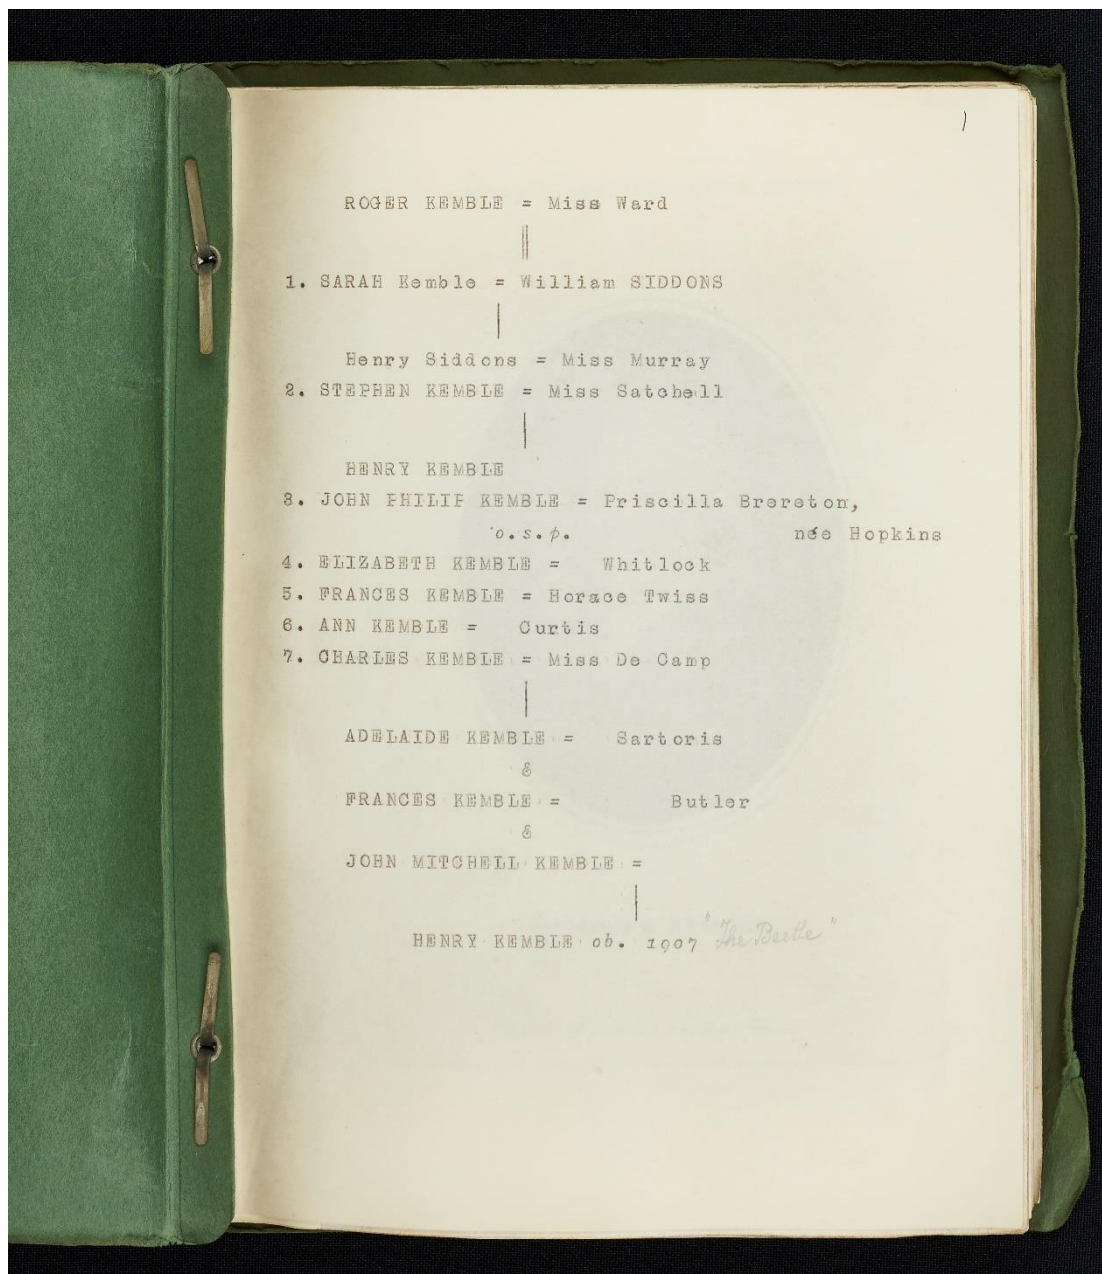 1
ROGER KEMBLE = Miss Ward
1. SARAH Kemble = William SIDDONS
Henry Siddons = Miss Murray
2. STEPHEN KEMBLE = Miss Satchell
HENRY KEMBLE
3. JOHN PHILIP KEMBLE = Priscilla Brereton,
o.s.p. née Hopkins
4. ELIZABETH KEMBLE = Whitlock
5. FRANCES KEMBLE = Horace Twiss
6. ANN KEMBLE = Curtis
7. CHARLES KEMBLE = Miss De Camp
ADELAIDE KEMBLE = Sartoris
&
FRANCES KEMBLE = Butler
&
JOHN MITCHELL KEMBLE =
HENRY KEMBLE ob. 1907 "The Beetle"